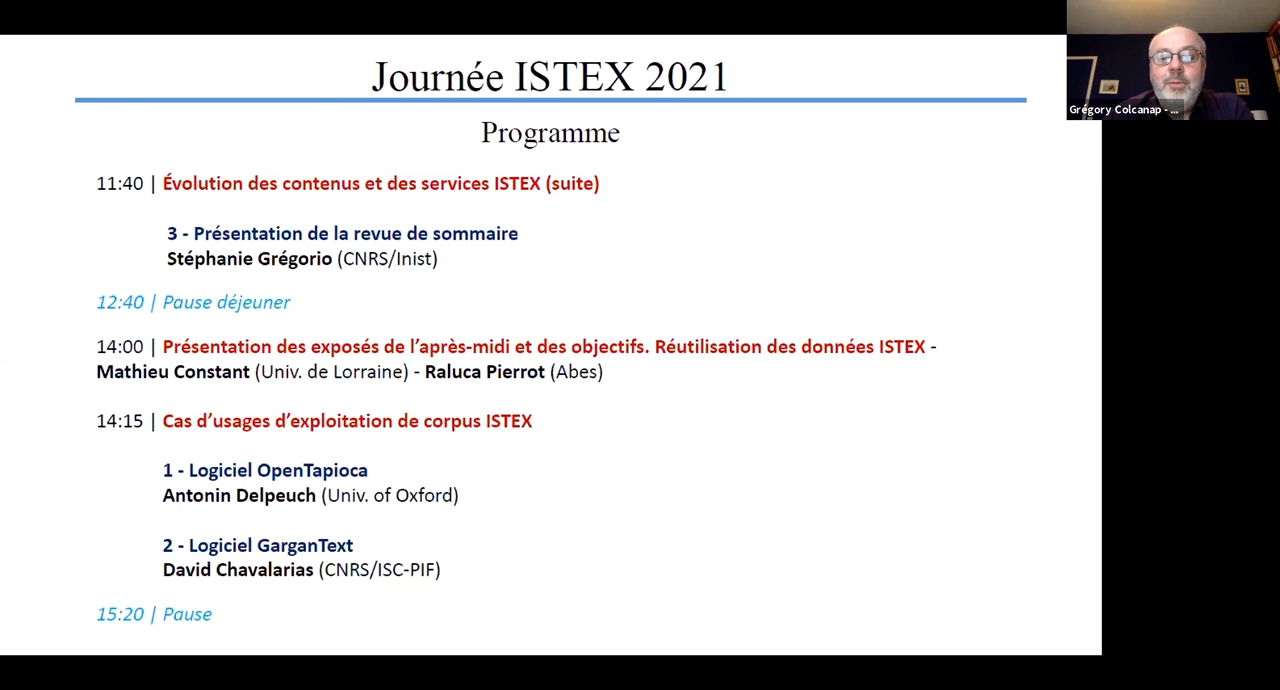 Journée ISTEX 2021
Grégory Colcanap - ...
Programme
11:40 | Évolution des contenus et des services ISTEX (suite)
3 - Présentation de la revue de sommaire
Stéphanie Grégorio (CNRS/Inist)
12:40 | Pause déjeuner
14:00 | Présentation des exposés de l'après-midi et des objectifs. Réutilisation des données ISTEX -
Mathieu Constant (Univ. de Lorraine) - Raluca Pierrot (Abes)
14:15 | Cas d'usages d'exploitation de corpus ISTEX
1 - Logiciel OpenTapioca
Antonin Delpeuch (Univ. of Oxford)
2 - Logiciel GarganText
David Chavalarias (CNRS/ISC-PIF)
15:20 | Pause